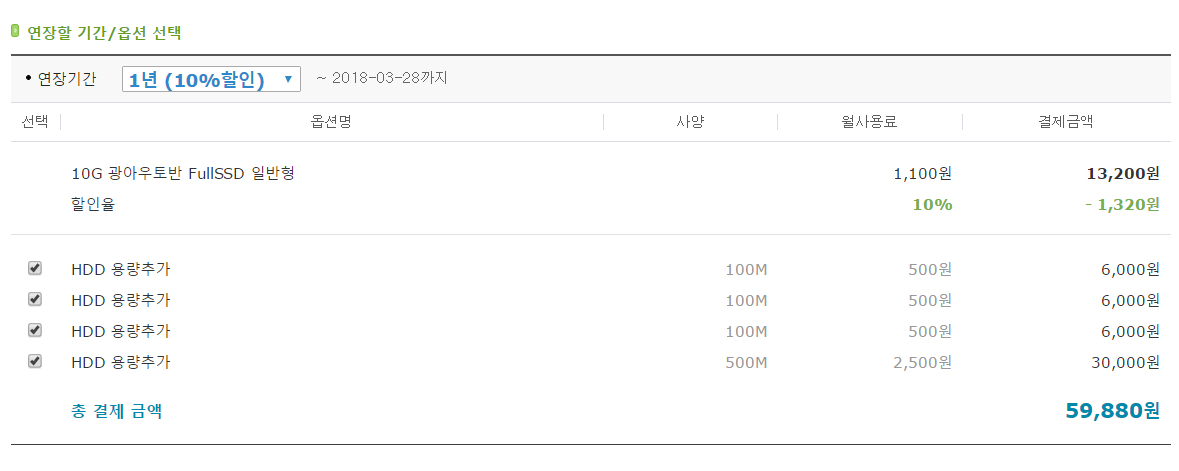 연장할 기간/옵션 선택
• 연장기간 1년 (10%할인) ▼ ~ 2018-03-28까지
선택 옵션명 사양 월사용료 결제금액
10G 광아우토반 FullSSD 일반형 1,100원 13,200원
할인율 10% - 1,320원
HDD 용량추가 100M 500원 6,000원
HDD 용량추가 100M 500원 6,000원
HDD 용량추가 100M 500원 6,000원
HDD 용량추가 500M 2,500원 30,000원
총 결제 금액 59,880원